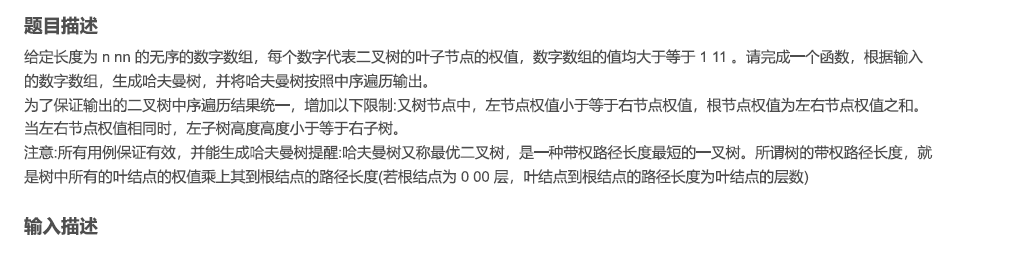 题目描述
给定长度为 n nn 的无序的数字数组，每个数字代表二叉树的叶子节点的权值，数字数组的值均大于等于 1 11 。请完成一个函数，根据输入
的数字数组，生成哈夫曼树，并将哈夫曼树按照中序遍历输出。
为了保证输出的二叉树中序遍历结果统一，增加以下限制:又树节点中，左节点权值小于等于右节点权值，根节点权值为左右节点权值之和。
当左右节点权值相同时，左子树高度高度小于等于右子树。
注意:所有用例保证有效，并能生成哈夫曼树提醒:哈夫曼树又称最优二叉树，是一种带权路径长度最短的一叉树。所谓树的带权路径长度，就
是树中所有的叶结点的权值乘上其到根结点的路径长度(若根结点为 0 00 层，叶结点到根结点的路径长度为叶结点的层数)
输入描述